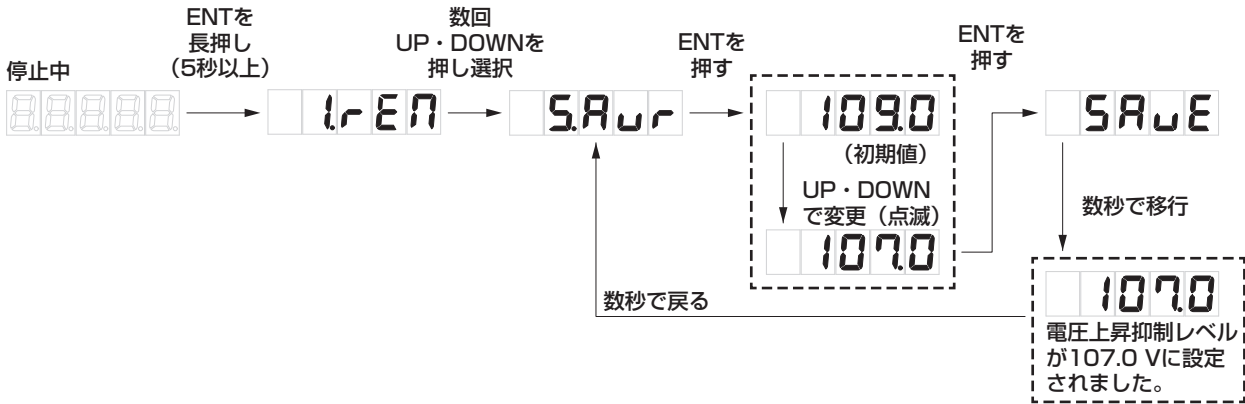 停止中
88888
ENTを
長押し
（5秒以上）
1.rEM
数回
UP・DOWNを
押し選択
S.Avr
ENTを
押す
109.0
（初期値）
UP・DOWN
で変更（点滅）
107.0
ENTを
押す
SAvE
数秒で移行
107.0
電圧上昇抑制レベル
が107.0 Vに設定
されました。
数秒で戻る